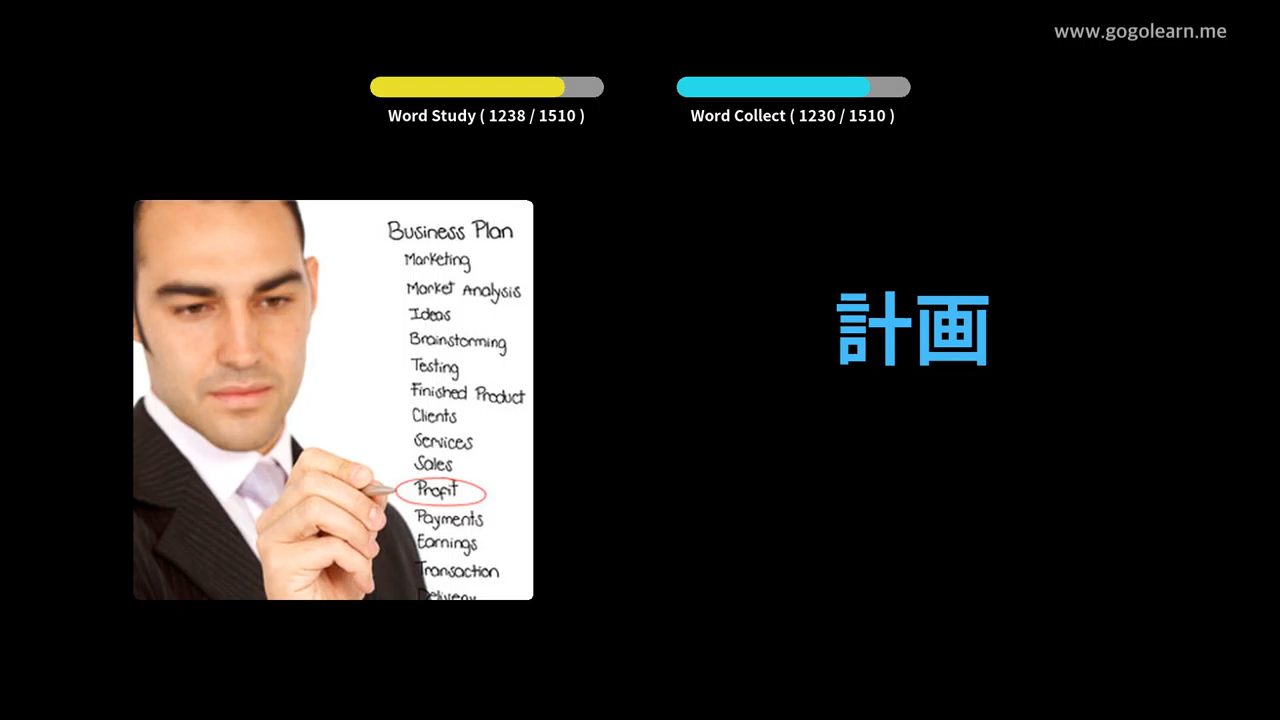 www.gogolearn.me
Word Study ( 1238 / 1510 )
Word Collect ( 1230 / 1510 )
Business Plan
Marketing
Market Analysis
Ideas
Brainstorming
Testing
Finished Product
Clients
Services
Sales
Profit
Payments
Earnings
Transaction
Delivery
計画